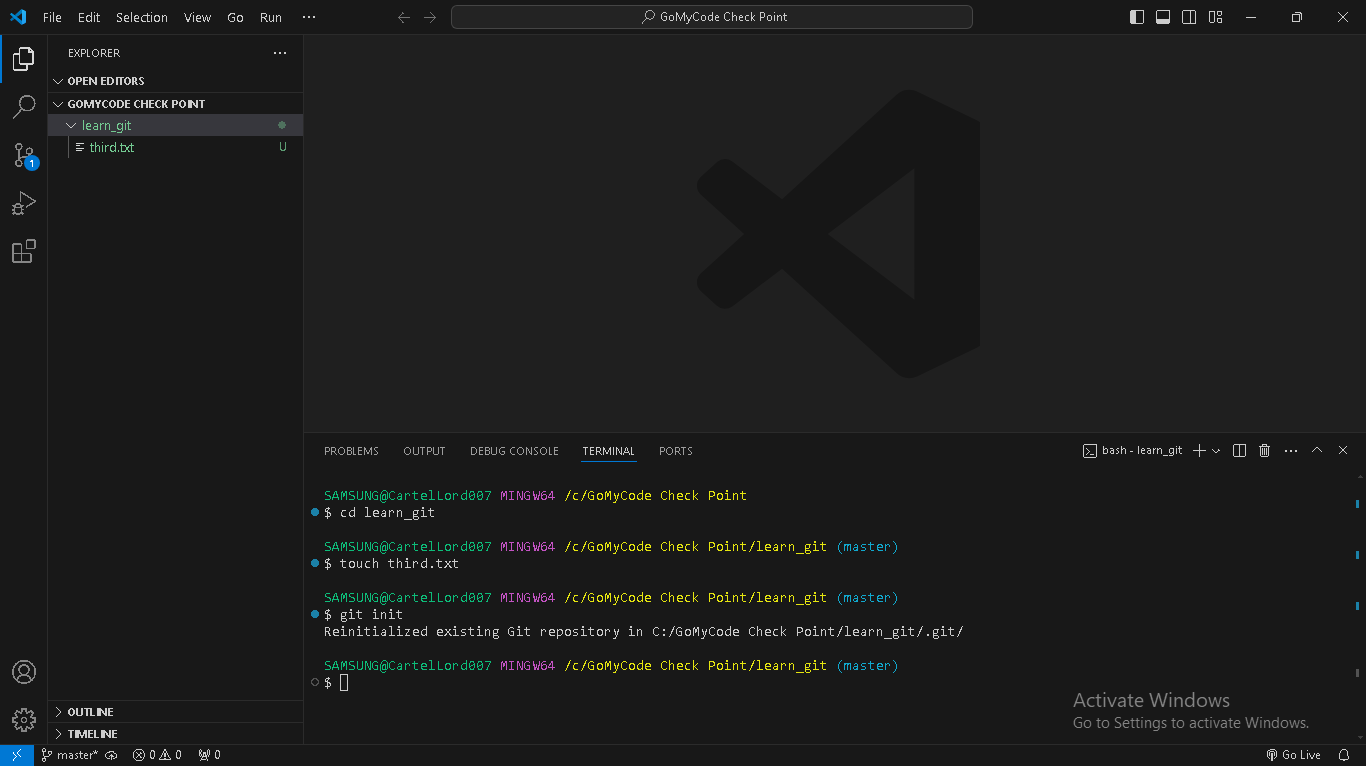 File Edit Selection View Go Run ···
GoMyCode Check Point
EXPLORER
OPEN EDITORS
GOMYCODE CHECK POINT
learn_git
third.txt U
1
PROBLEMS OUTPUT DEBUG CONSOLE TERMINAL PORTS
bash - learn_git
SAMSUNG@CartelLord007 MINGW64 /c/GoMyCode Check Point
$ cd learn_git
SAMSUNG@CartelLord007 MINGW64 /c/GoMyCode Check Point/learn_git (master)
$ touch third.txt
SAMSUNG@CartelLord007 MINGW64 /c/GoMyCode Check Point/learn_git (master)
$ git init
Reinitialized existing Git repository in C:/GoMyCode Check Point/learn_git/.git/
SAMSUNG@CartelLord007 MINGW64 /c/GoMyCode Check Point/learn_git (master)
$
Activate Windows
Go to Settings to activate Windows.
OUTLINE
TIMELINE
master* 0 0 0 Go Live